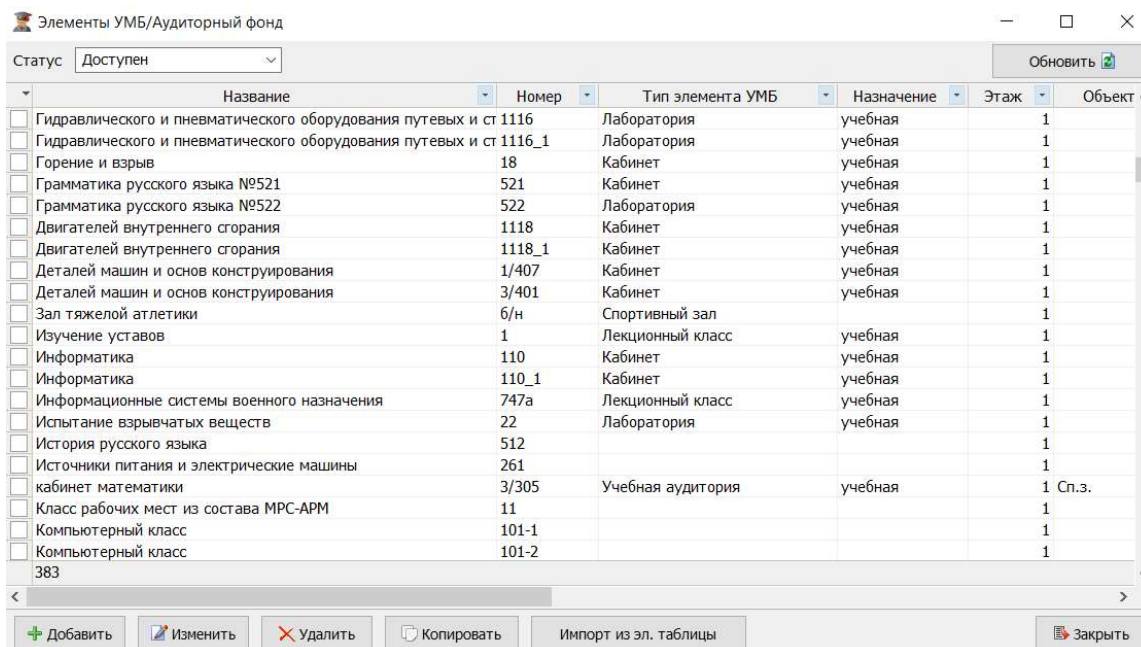 Элементы УМБ/Аудиторный фонд
Статус Доступен Обновить
Название Номер Тип элемента УМБ Назначение Этаж Объект
Гидравлического и пневматического оборудования путевых и ст 1116 Лаборатория учебная 1
Гидравлического и пневматического оборудования путевых и ст 1116_1 Лаборатория учебная 1
Горение и взрыв 18 Кабинет учебная 1
Грамматика русского языка №521 521 Кабинет учебная 1
Грамматика русского языка №522 522 Лаборатория учебная 1
Двигателей внутреннего сгорания 1118 Кабинет учебная 1
Двигателей внутреннего сгорания 1118_1 Кабинет учебная 1
Деталей машин и основ конструирования 1/407 Кабинет учебная 1
Деталей машин и основ конструирования 3/401 Кабинет учебная 1
Зал тяжелой атлетики б/н Спортивный зал 1
Изучение уставов 1 Лекционный класс учебная 1
Информатика 110 Кабинет учебная 1
Информатика 110_1 Кабинет учебная 1
Информационные системы военного назначения 747а Лекционный класс учебная 1
Испытание взрывчатых веществ 22 Лаборатория учебная 1
История русского языка 512 1
Источники питания и электрические машины 261 1
кабинет математики 3/305 Учебная аудитория учебная 1 Сп.з.
Класс рабочих мест из состава МРС-АРМ 11 1
Компьютерный класс 101-1 1
Компьютерный класс 101-2 1
383
Добавить Изменить Удалить Копировать Импорт из эл. таблицы Закрыть